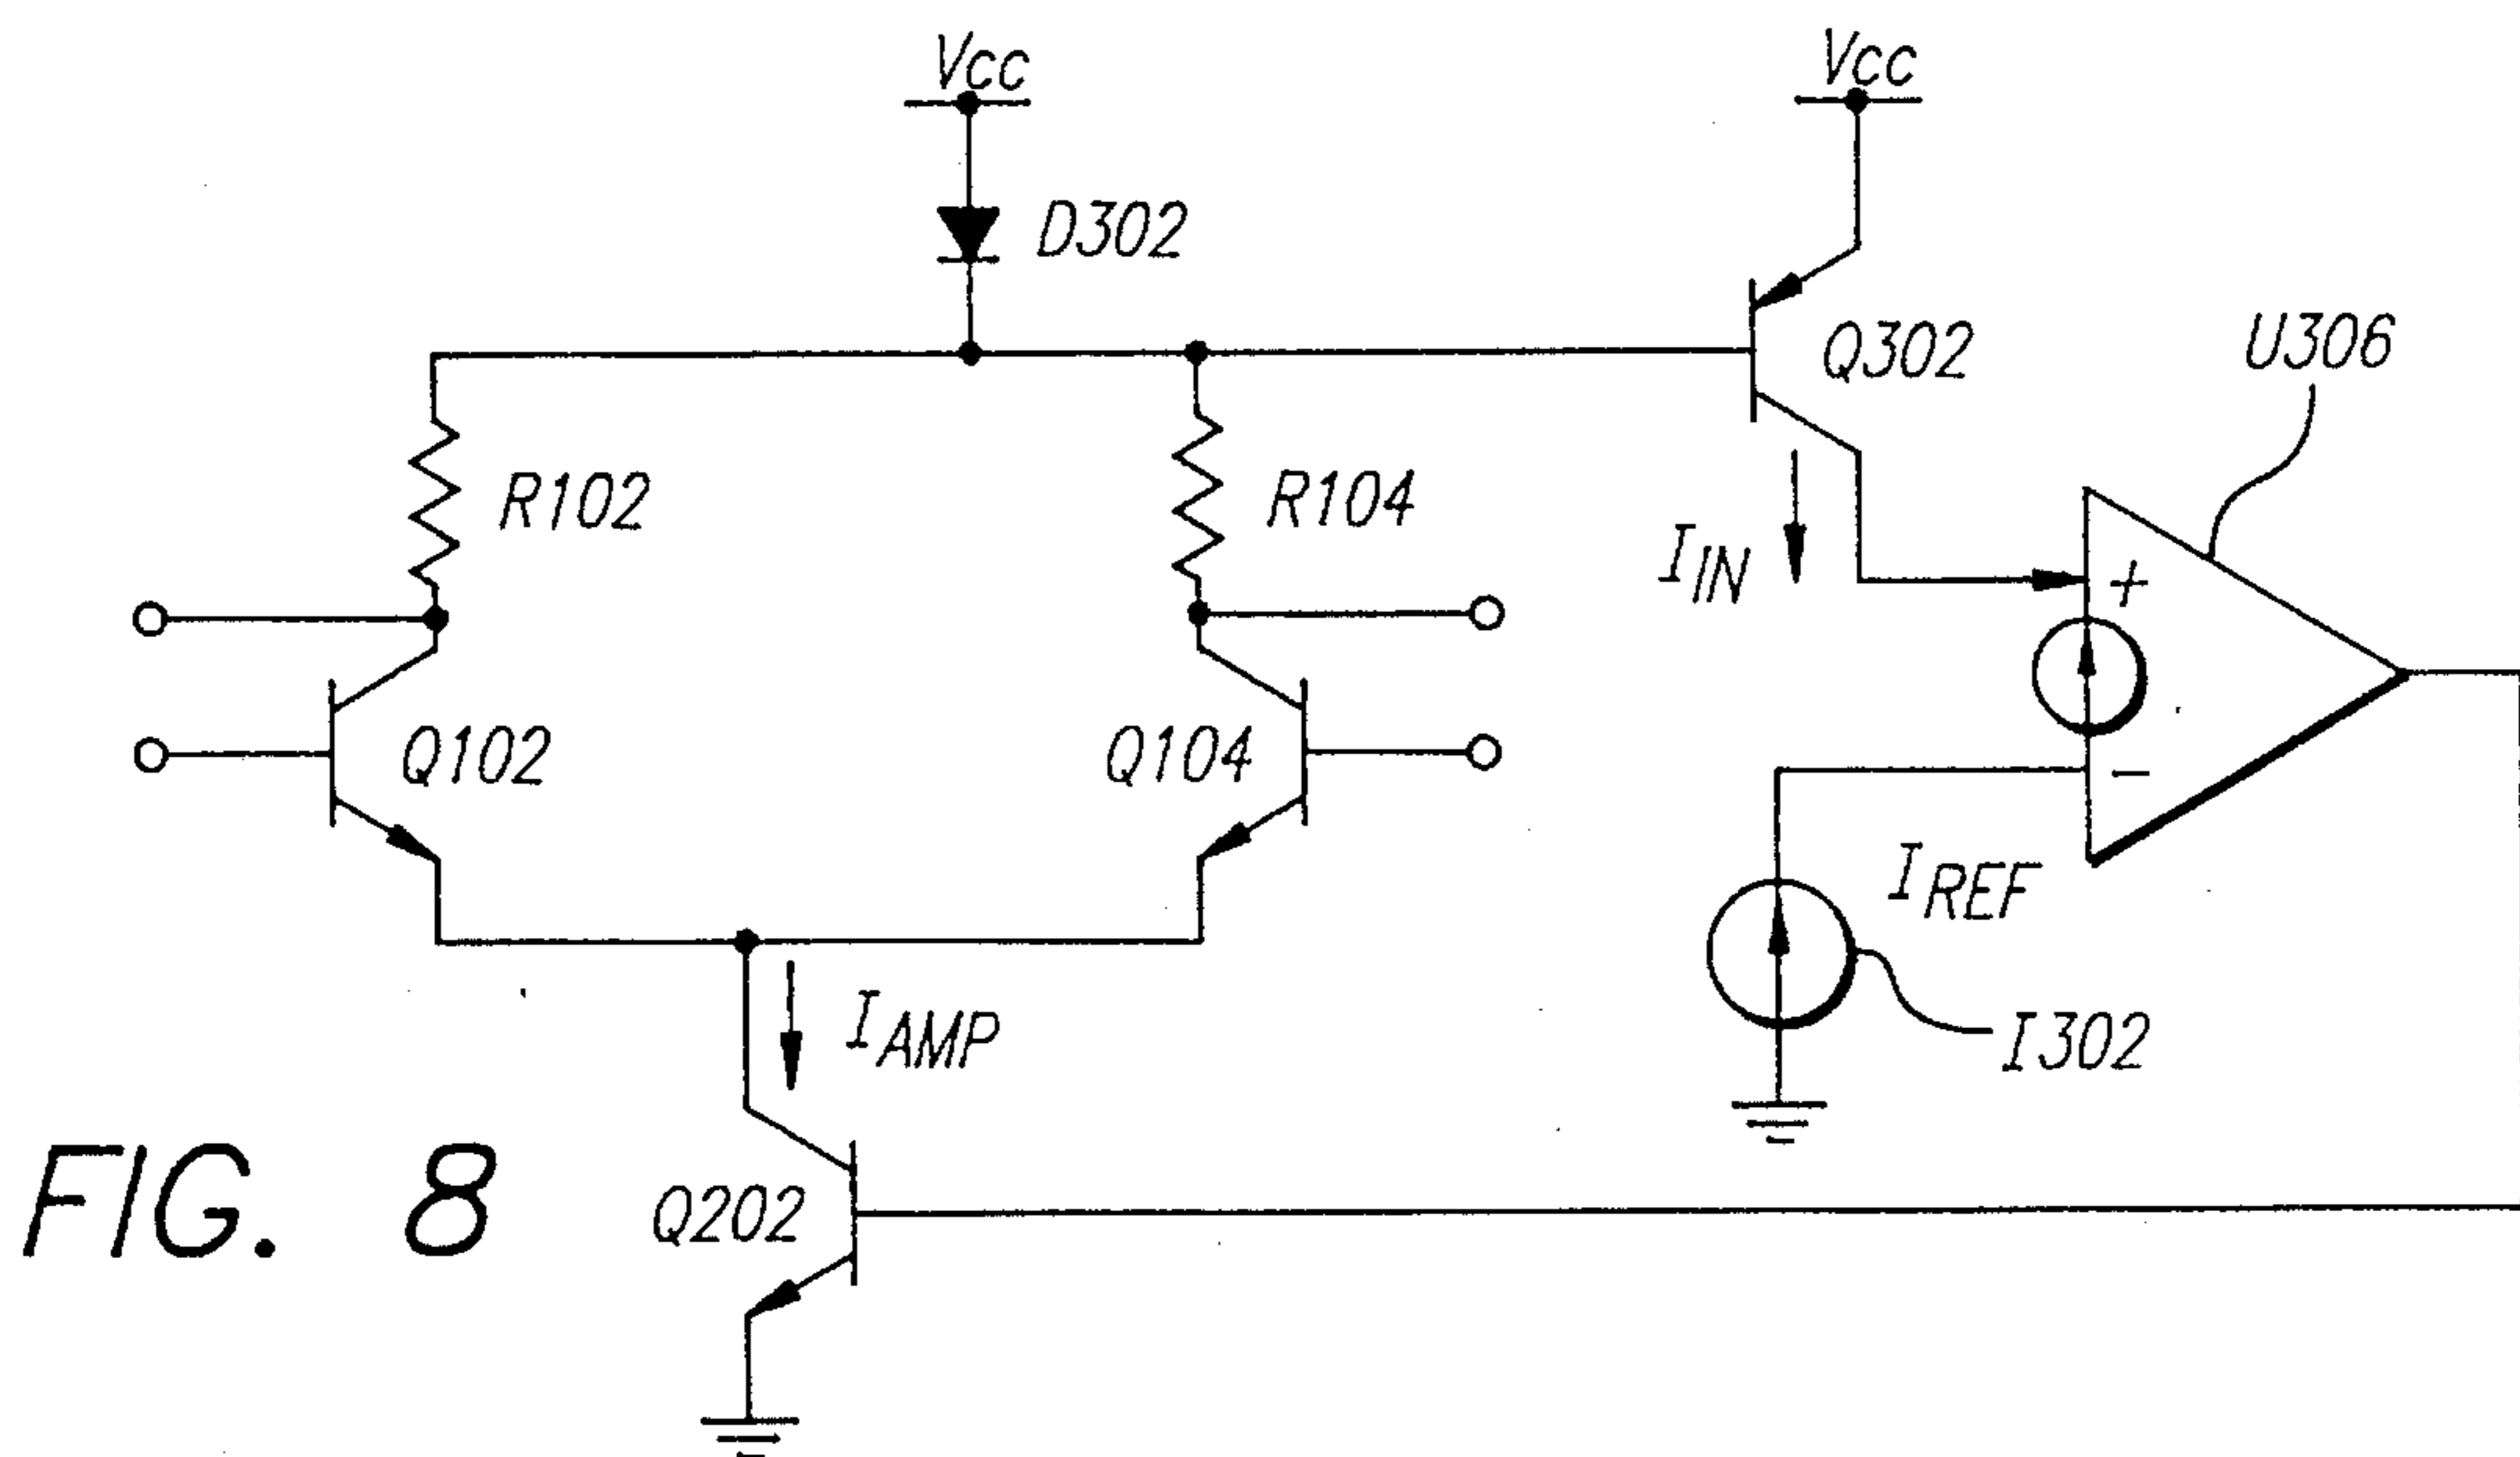 Vcc
Vcc
D302
Q302
U306
R102
R104
IIN
+
Q102
Q104
−
IREF
IAMP
I302
Q202
FIG. 8